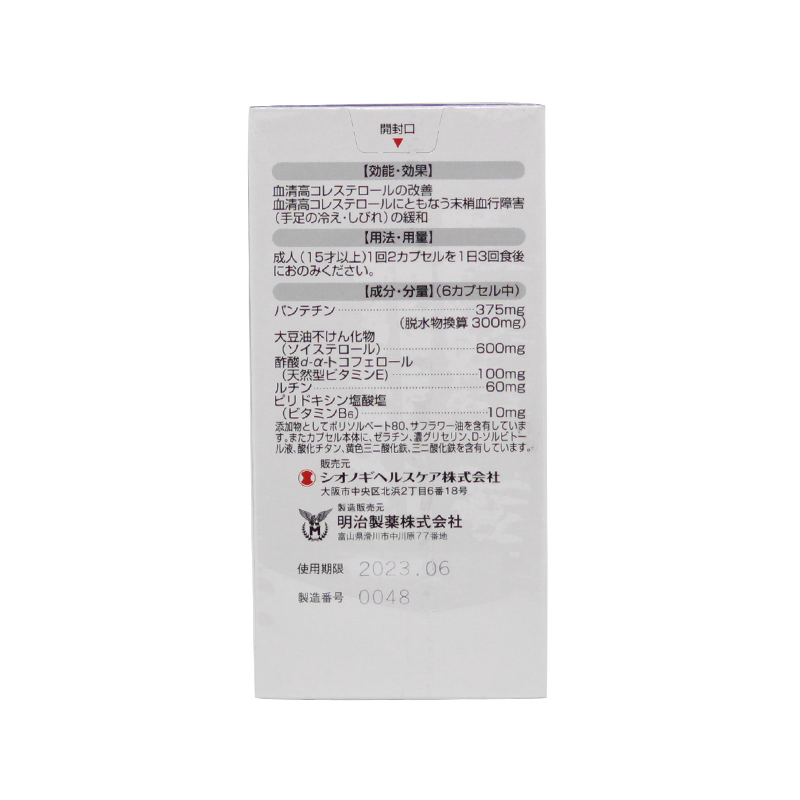 開封口
【効能・効果】
血清高コレステロールの改善
血清高コレステロールにともなう末梢血行障害
（手足の冷え・しびれ）の緩和
【用法・用量】
成人（15才以上）1回2カプセルを1日3回食後
におのみください。
【成分・分量】（6カプセル中）
パンテチン 375mg
（脱水物換算 300mg）
大豆油不けん化物
（ソイステロール） 600mg
酢酸d-α-トコフェロール
（天然型ビタミンE） 100mg
ルチン 60mg
ピリドキシン塩酸塩
（ビタミンB6） 10mg
添加物としてポリソルベート80、サフラワー油を含有していま
す。またカプセル本体に、ゼラチン、濃グリセリン、D-ソルビトー
ル液、酸化チタン、黄色三二酸化鉄、三二酸化鉄を含有しています。
販売元
シオノギヘルスケア株式会社
大阪市中央区北浜2丁目6番18号
製造販売元
明治製薬株式会社
富山県滑川市中川原77番地
使用期限 2023.06
製造番号 0048